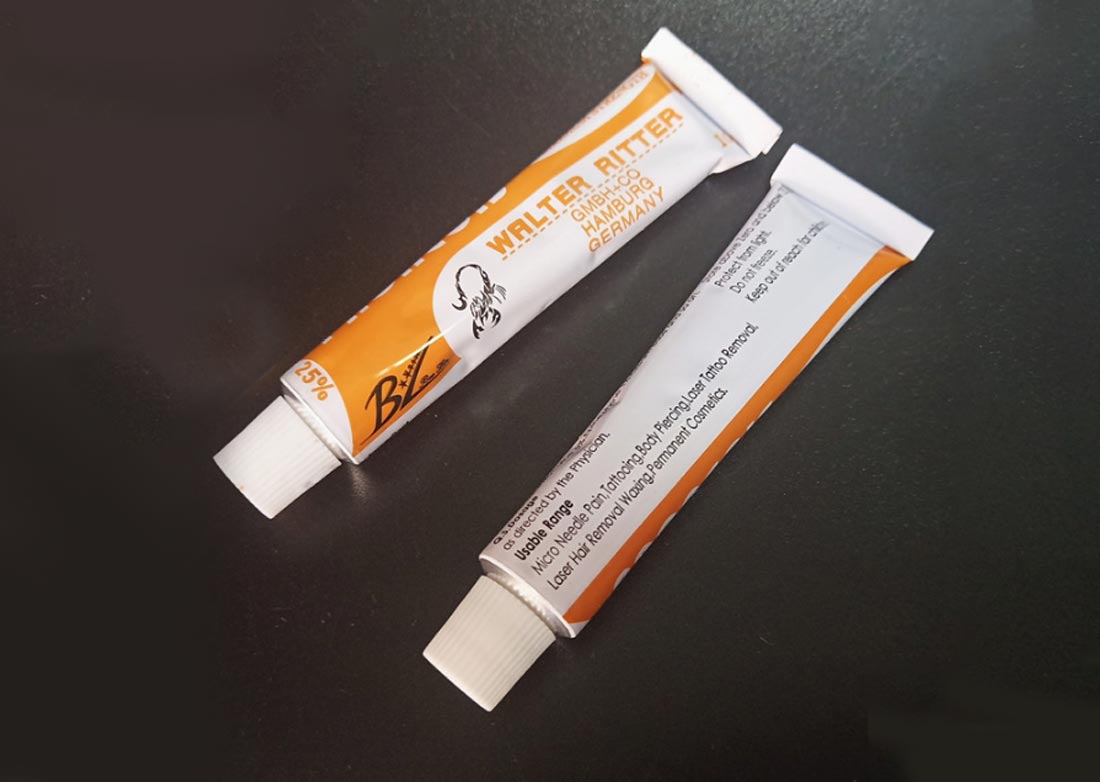 WALTER RITTER
GMBH+CO
HAMBURG
GERMANY
25%
Protect from light.
Do not freeze.
Keep out of reach for
as directed by the Physician.
Usable Range
Micro Needle Pain,Tattooing,Body Piercing,Laser Tattoo Removal,
Laser Hair Removal Waxing,Permanent Cosmetics.